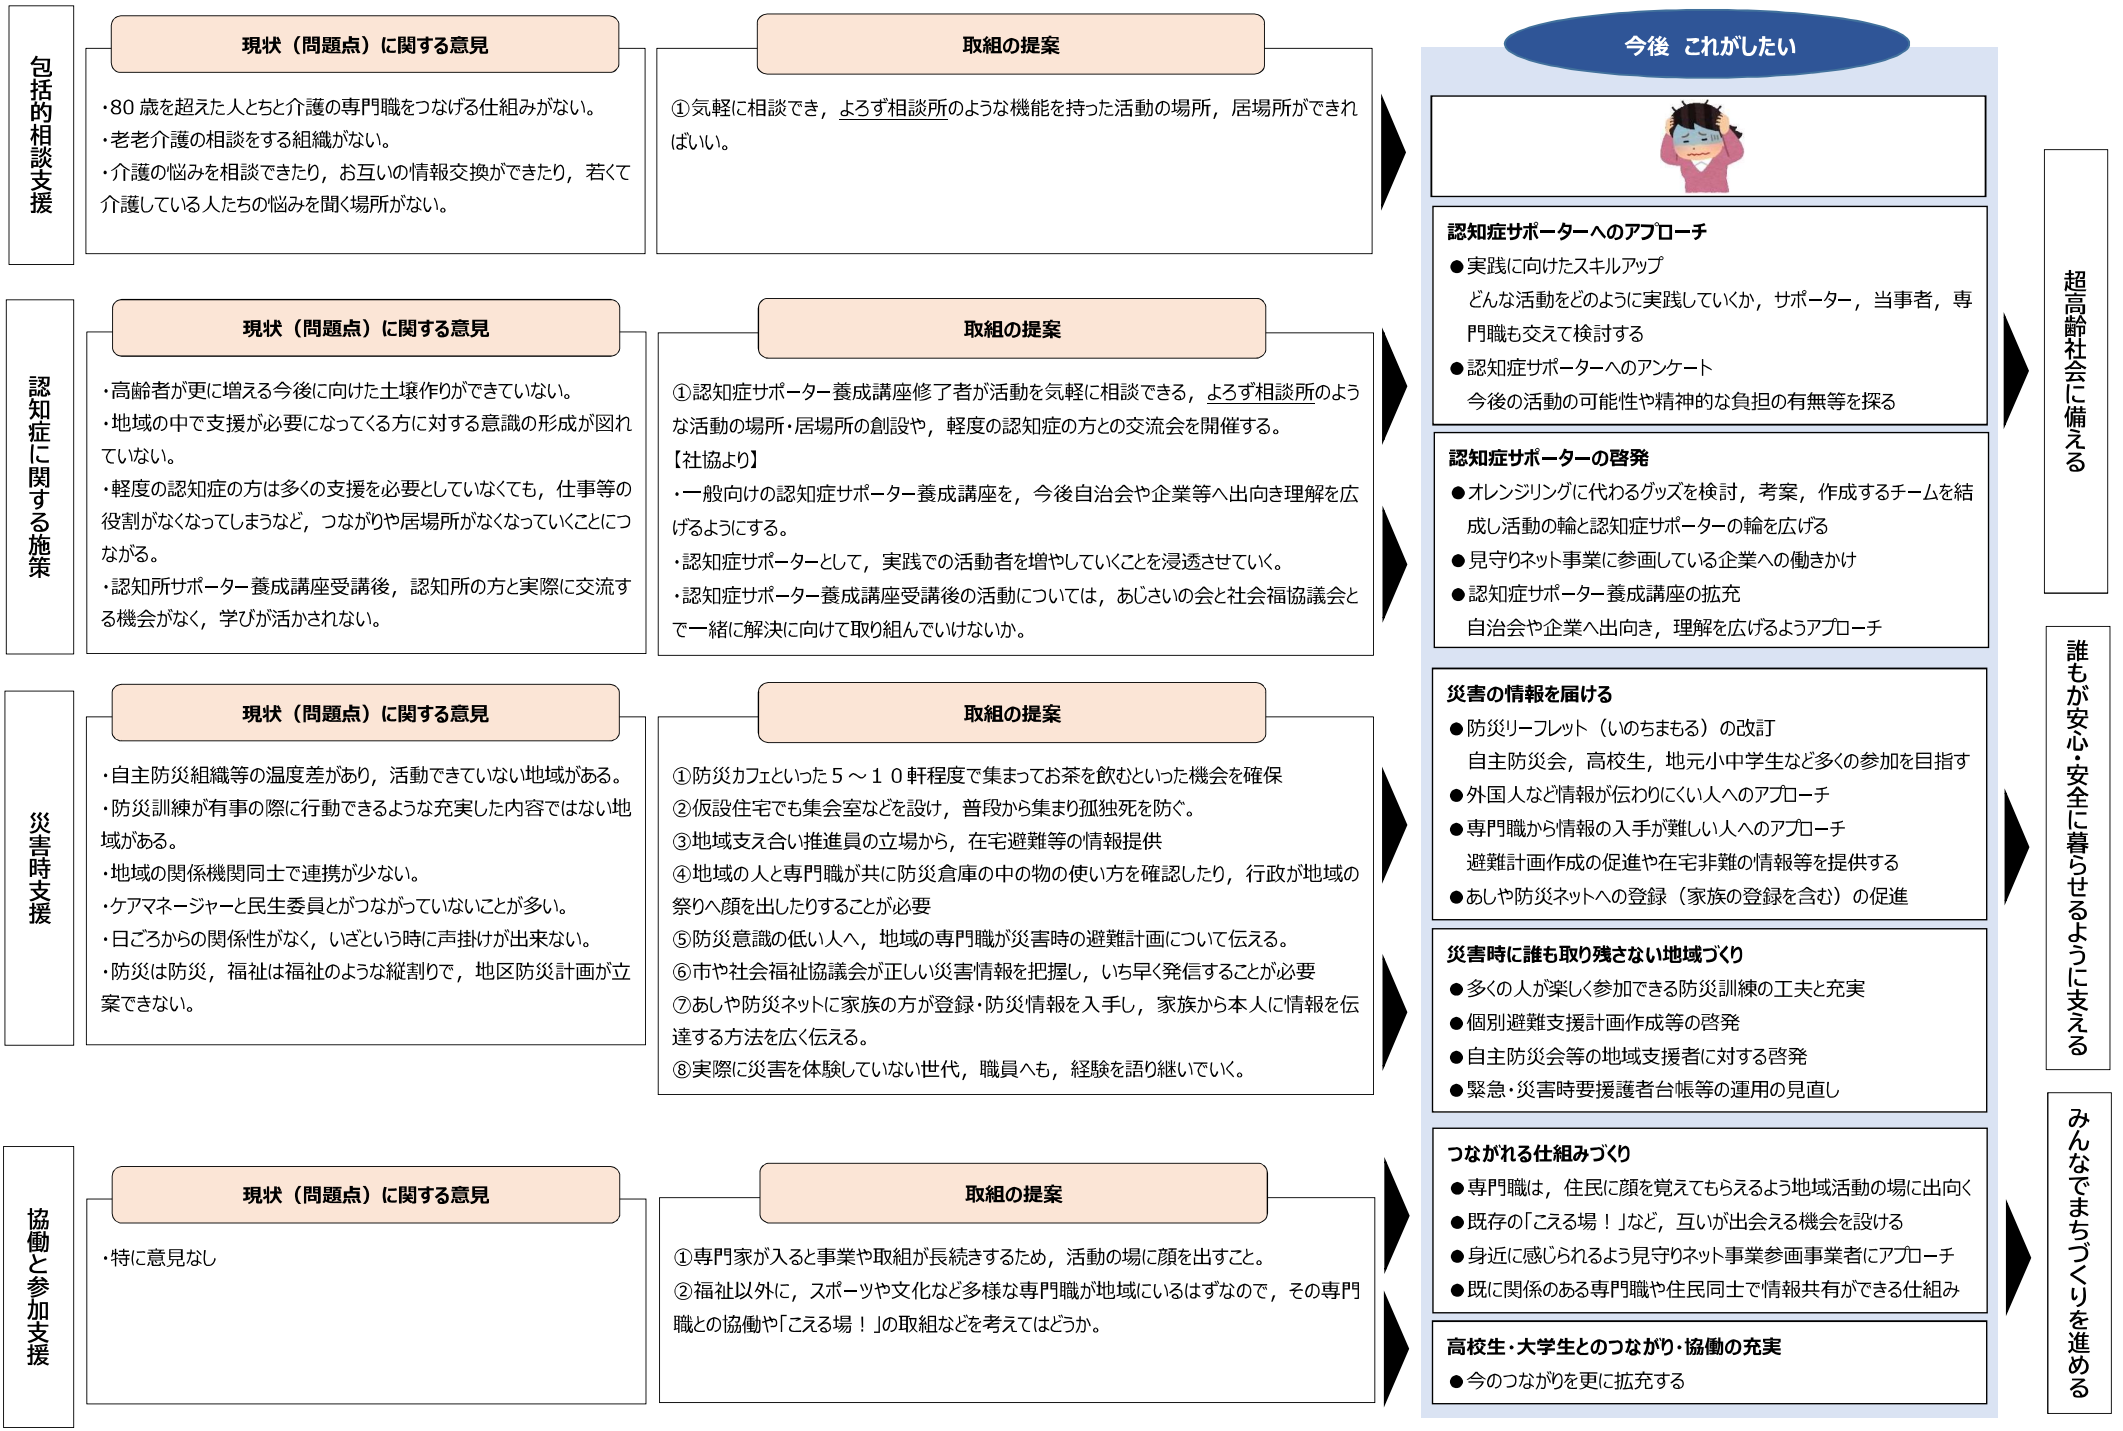 包括的相談支援
現状（問題点）に関する意見
・80 歳を超えた人とちと介護の専門職をつなげる仕組みがない。
・老老介護の相談をする組織がない。
・介護の悩みを相談できたり，お互いの情報交換ができたり，若くて
介護している人たちの悩みを聞く場所がない。
取組の提案
①気軽に相談でき，よろず相談所のような機能を持った活動の場所，居場所ができれ
ばいい。
認知症に関する施策
現状（問題点）に関する意見
・高齢者が更に増える今後に向けた土壌作りができていない。
・地域の中で支援が必要になってくる方に対する意識の形成が図れ
ていない。
・軽度の認知症の方は多くの支援を必要としていなくても，仕事等の
役割がなくなってしまうなど，つながりや居場所がなくなっていくことにつ
ながる。
・認知所サポーター養成講座受講後，認知所の方と実際に交流す
る機会がなく，学びが活かされない。
取組の提案
①認知症サポーター養成講座修了者が活動を気軽に相談できる，よろず相談所のよう
な活動の場所・居場所の創設や，軽度の認知症の方との交流会を開催する。
【社協より】
・一般向けの認知症サポーター養成講座を，今後自治会や企業等へ出向き理解を広
げるようにする。
・認知症サポーターとして，実践での活動者を増やしていくことを浸透させていく。
・認知症サポーター養成講座受講後の活動については，あじさいの会と社会福協議会と
で一緒に解決に向けて取り組んでいけないか。
災害時支援
現状（問題点）に関する意見
・自主防災組織等の温度差があり，活動できていない地域がある。
・防災訓練が有事の際に行動できるような充実した内容ではない地
域がある。
・地域の関係機関同士で連携が少ない。
・ケアマネージャーと民生委員とがつながっていないことが多い。
・日ごろからの関係性がなく，いざという時に声掛けが出来ない。
・防災は防災，福祉は福祉のような縦割りで，地区防災計画が立
案できない。
取組の提案
①防災カフェといった５～１０軒程度で集まってお茶を飲むといった機会を確保
②仮設住宅でも集会室などを設け，普段から集まり孤独死を防ぐ。
③地域支え合い推進員の立場から，在宅避難等の情報提供
④地域の人と専門職が共に防災倉庫の中の物の使い方を確認したり，行政が地域の
祭りへ顔を出したりすることが必要
⑤防災意識の低い人へ，地域の専門職が災害時の避難計画について伝える。
⑥市や社会福祉協議会が正しい災害情報を把握し，いち早く発信することが必要
⑦あしや防災ネットに家族の方が登録・防災情報を入手し，家族から本人に情報を伝
達する方法を広く伝える。
⑧実際に災害を体験していない世代，職員へも，経験を語り継いでいく。
協働と参加支援
現状（問題点）に関する意見
・特に意見なし
取組の提案
①専門家が入ると事業や取組が長続きするため，活動の場に顔を出すこと。
②福祉以外に，スポーツや文化など多様な専門職が地域にいるはずなので，その専門
職との協働や「こえる場！」の取組などを考えてはどうか。
今後 これがしたい
認知症サポーターへのアプローチ
●実践に向けたスキルアップ
どんな活動をどのように実践していくか，サポーター，当事者，専
門職も交えて検討する
●認知症サポーターへのアンケート
今後の活動の可能性や精神的な負担の有無等を探る
認知症サポーターの啓発
●オレンジリングに代わるグッズを検討，考案，作成するチームを結
成し活動の輪と認知症サポーターの輪を広げる
●見守りネット事業に参画している企業への働きかけ
●認知症サポーター養成講座の拡充
自治会や企業へ出向き，理解を広げるようアプローチ
災害の情報を届ける
●防災リーフレット（いのちまもる）の改訂
自主防災会，高校生，地元小中学生など多くの参加を目指す
●外国人など情報が伝わりにくい人へのアプローチ
●専門職から情報の入手が難しい人へのアプローチ
避難計画作成の促進や在宅非難の情報等を提供する
●あしや防災ネットへの登録（家族の登録を含む）の促進
災害時に誰も取り残さない地域づくり
●多くの人が楽しく参加できる防災訓練の工夫と充実
●個別避難支援計画作成等の啓発
●自主防災会等の地域支援者に対する啓発
●緊急・災害時要援護者台帳等の運用の見直し
つながれる仕組みづくり
●専門職は，住民に顔を覚えてもらえるよう地域活動の場に出向く
●既存の「こえる場！」など，互いが出会える機会を設ける
●身近に感じられるよう見守りネット事業参画事業者にアプローチ
●既に関係のある専門職や住民同士で情報共有ができる仕組み
高校生・大学生とのつながり・協働の充実
●今のつながりを更に拡充する
超高齢社会に備える
誰もが安心・安全に暮らせるように支える
みんなでまちづくりを進める